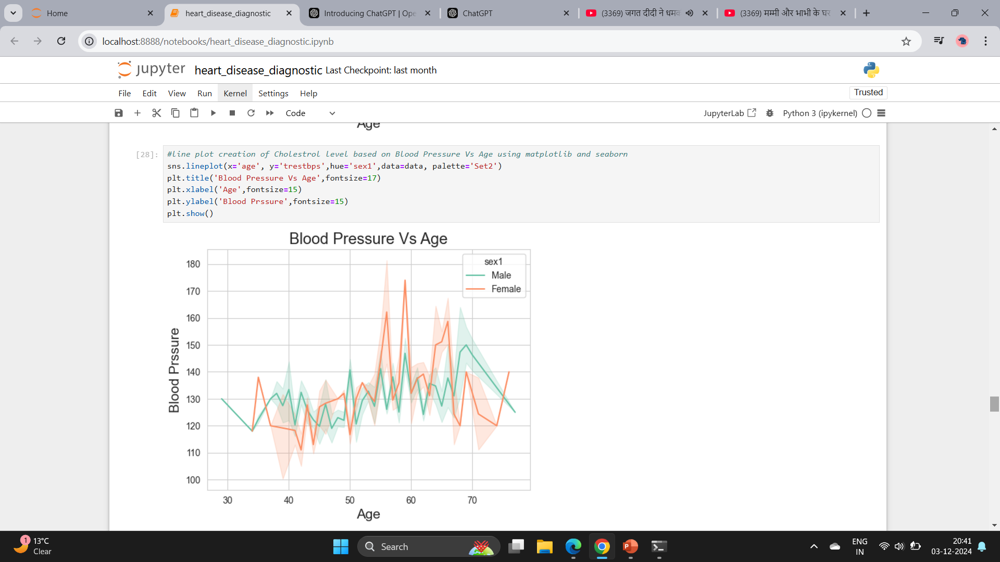 Home
heart_disease_diagnostic
Introducing ChatGPT | Ope
ChatGPT
(3369) जगत दीदी ने धमव
(3369) मम्मी और भाभी के घर
localhost:8888/notebooks/heart_disease_diagnostic.ipynb
jupyter heart_disease_diagnostic Last Checkpoint: last month
File Edit View Run Kernel Settings Help
Trusted
Code
JupyterLab
Python 3 (ipykernel)
Age
[28]:
#line plot creation of Cholestrol level based on Blood Pressure Vs Age using matplotlib and seaborn
sns.lineplot(x='age', y='trestbps',hue='sex1',data=data, palette='Set2')
plt.title('Blood Pressure Vs Age',fontsize=17)
plt.xlabel('Age',fontsize=15)
plt.ylabel('Blood Prssure',fontsize=15)
plt.show()
Blood Pressure Vs Age
sex1
Male
Female
180
170
160
150
140
130
120
110
100
Blood Prssure
30 40 50 60 70
Age
1
13°C
Clear
Search
ENG
IN
20:41
03-12-2024